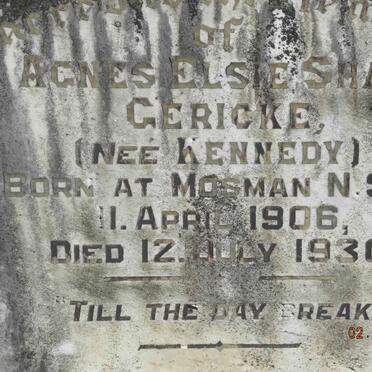 of
AGNES ELSIE SHA
GERICKE,
(NEE KENNEDY)
BORN AT MOSMAN N.S
11. APRIL 1906,
DIED 12. JULY 193
TILL THE DAY BREAK
02